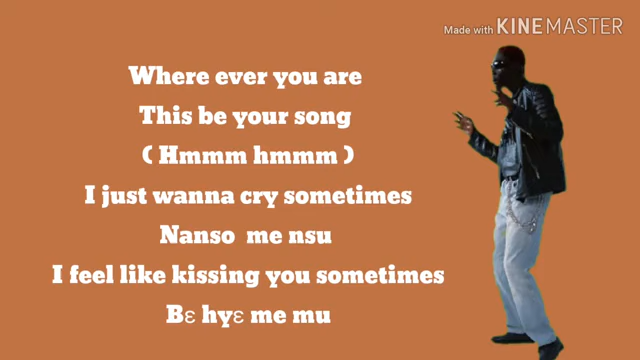 Made with KINEMASTER
Where ever you are
This be your song
( Hmmm hmmm )
I just wanna cry sometimes
Nanso me nsu
I feel like kissing you sometimes
Bɛ hyɛ me mu